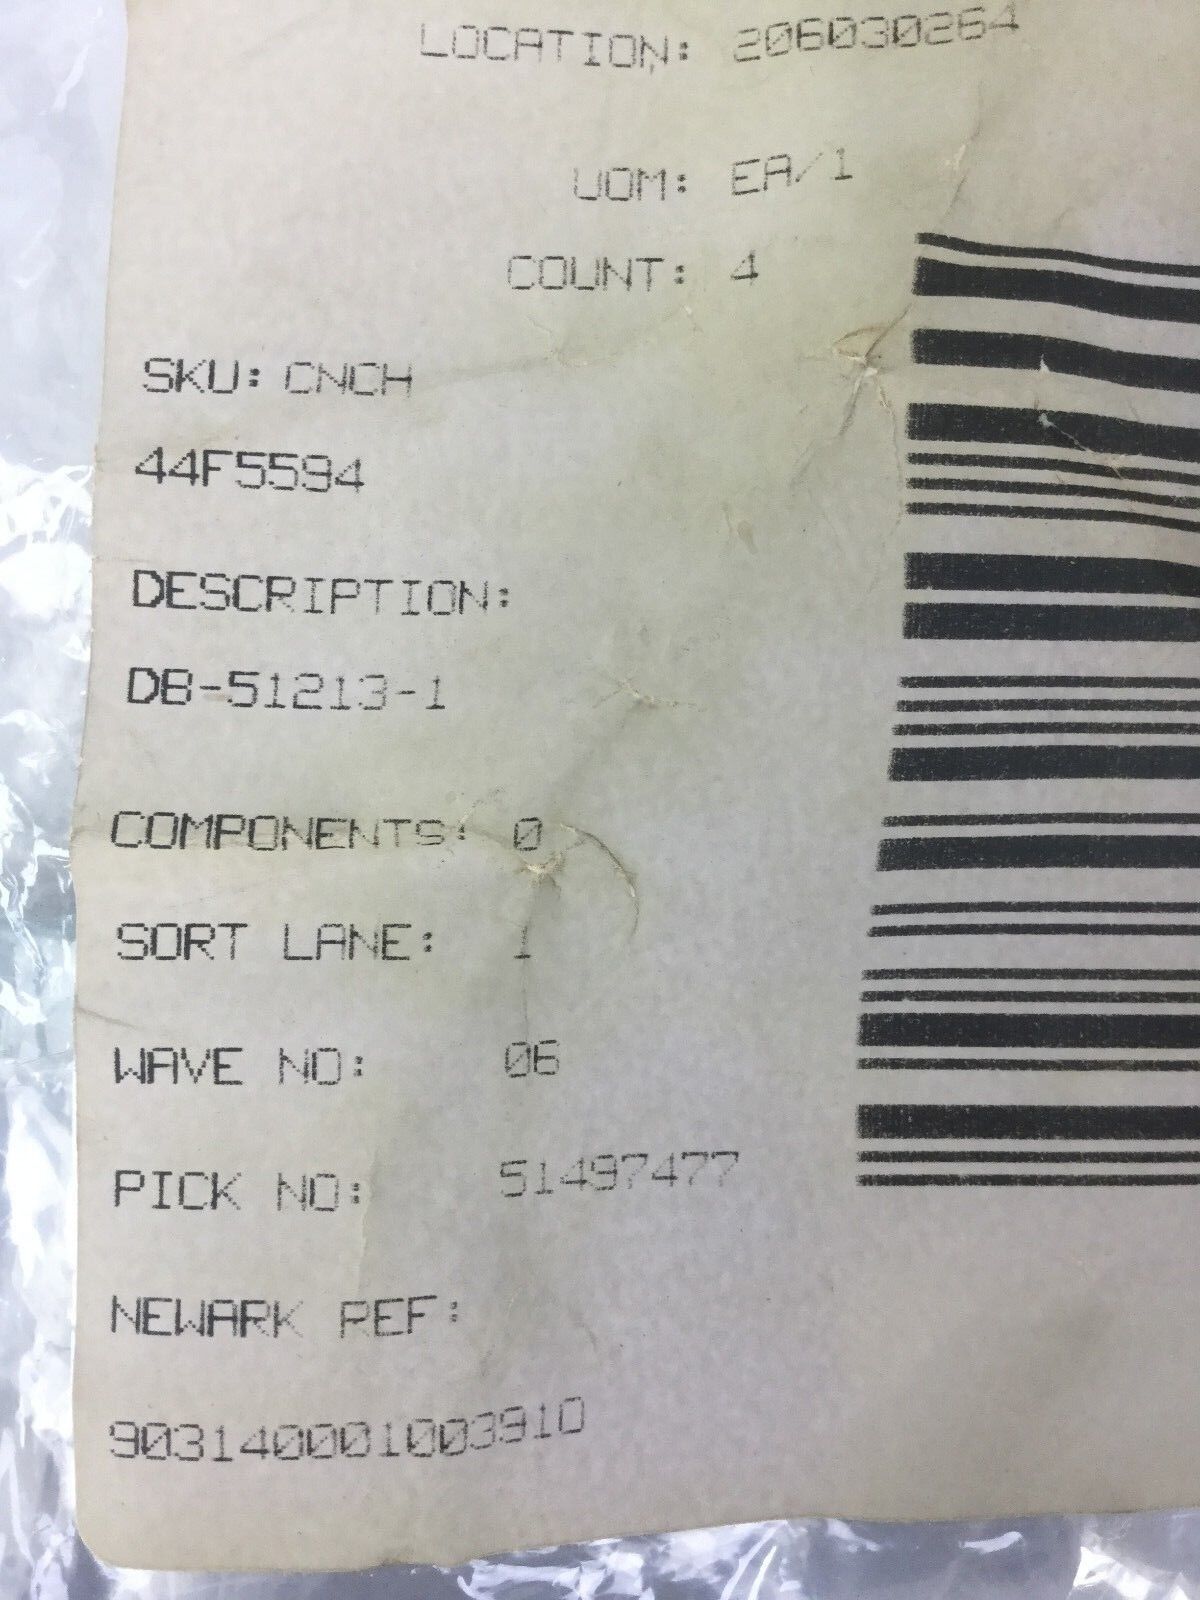 LOCATION: 206030264
UOM: EA/1
COUNT: 4
SKU: CNCH
44F5594
DESCRIPTION:
DB-51213-1
COMPONENTS: 0
SORT LANE: 1
WAVE NO: 06
PICK NO: 51497477
NEWARK REF:
903140001003910